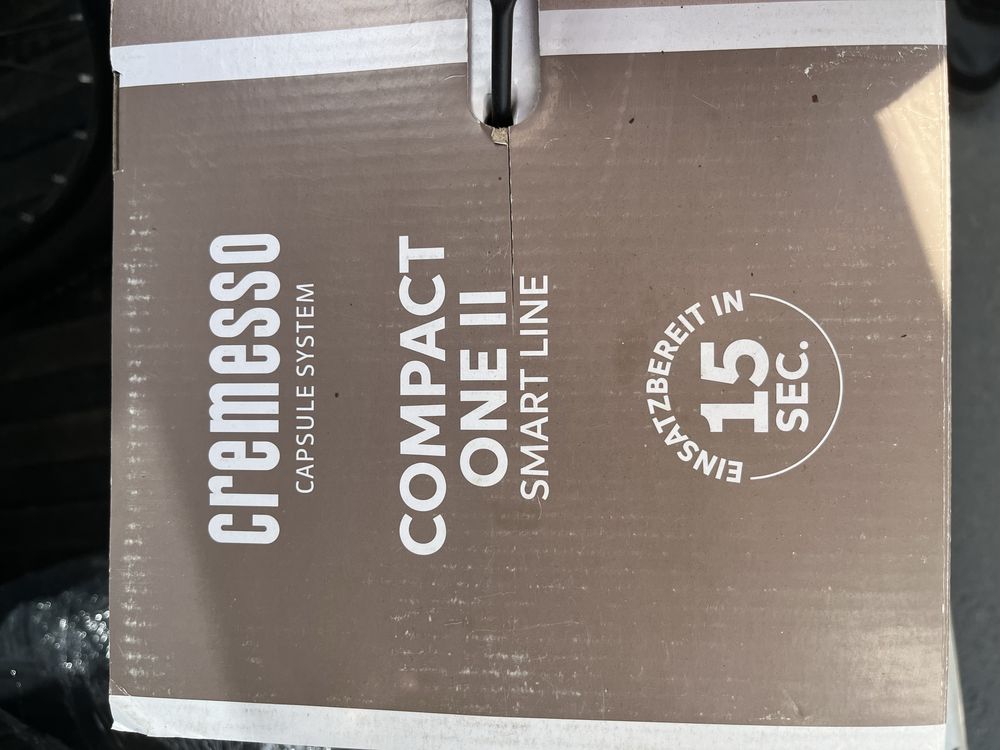 cremesso
CAPSULE SYSTEM
COMPACT
ONE II
SMART LINE
EINSATZBEREIT IN
15
SEC.